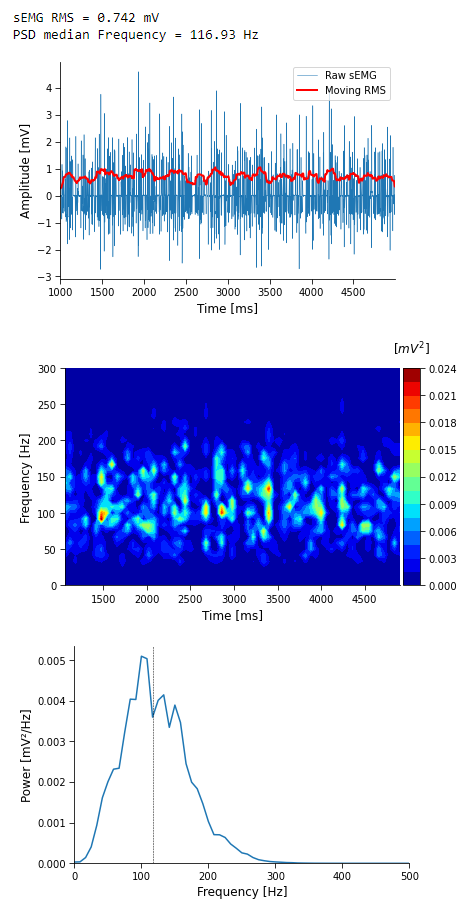 sEMG RMS = 0.742 mV
PSD median Frequency = 116.93 Hz
Raw sEMG
Moving RMS
4
3
2
1
0
−1
−2
−3
Amplitude [mV]
1000 1500 2000 2500 3000 3500 4000 4500
Time [ms]
[mV²]
300
250
200
150
100
50
0
Frequency [Hz]
0.024
0.021
0.018
0.015
0.012
0.009
0.006
0.003
0.000
1500 2000 2500 3000 3500 4000 4500
Time [ms]
0.005
0.004
0.003
0.002
0.001
0.000
Power [mV²/Hz]
0 100 200 300 400 500
Frequency [Hz]